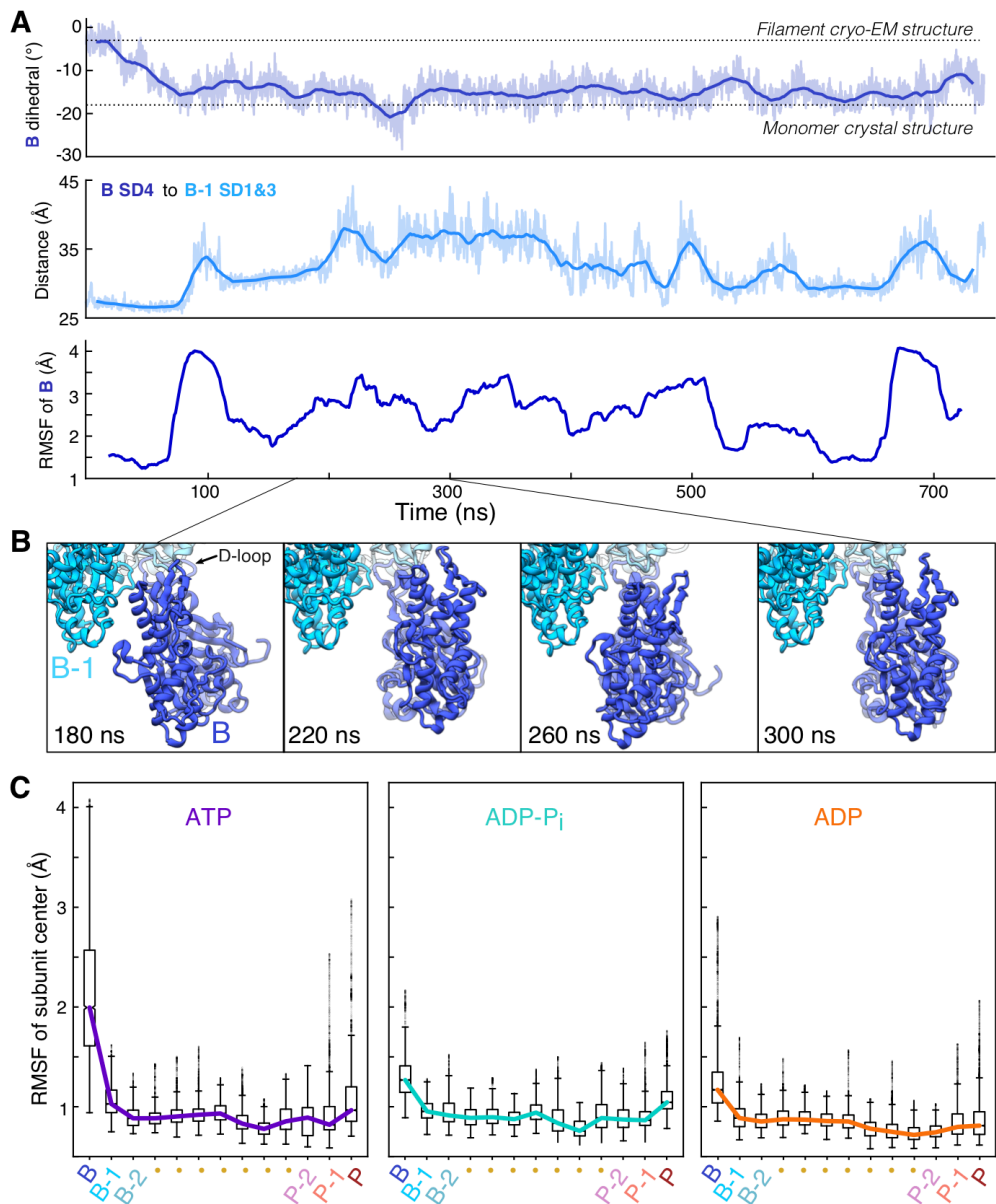 A
0
-10
-20
-30
B dihedral (°)
Filament cryo-EM structure
Monomer crystal structure
45
35
25
Distance (Å)
B SD4 to B-1 SD1&3
4
3
2
1
RMSF of B (Å)
100 300 500 700
Time (ns)
B
D-loop
B-1
B
180 ns
220 ns
260 ns
300 ns
C
RMSF of subunit center (Å)
4
3
2
1
ATP
ADP-Pi
ADP
B B-1 B-2 P-2 P-1 P
B B-1 B-2 P-2 P-1 P
B B-1 B-2 P-2 P-1 P